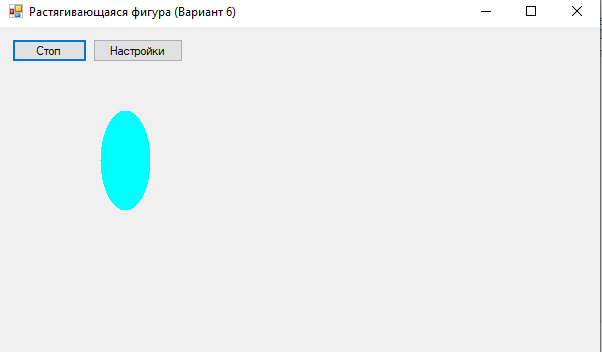 Растягивающаяся фигура (Вариант 6)
Стоп Настройки